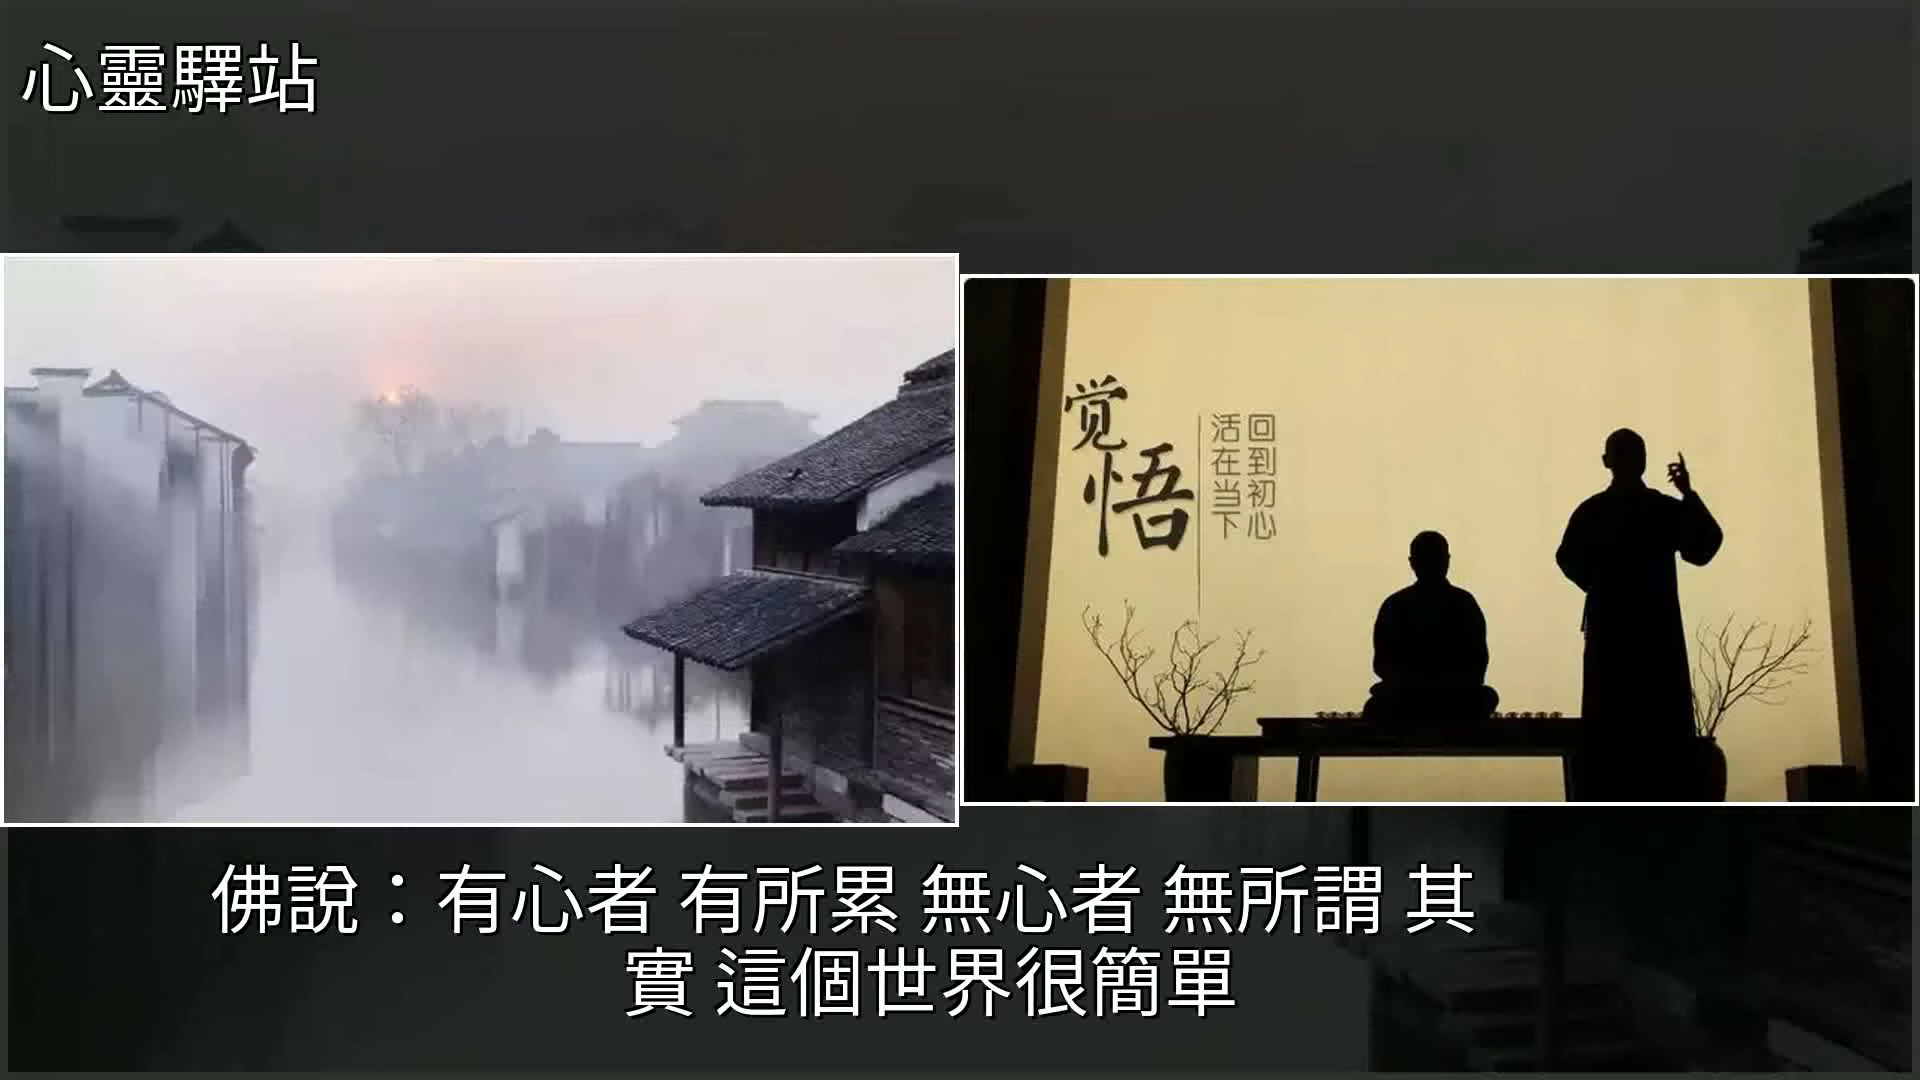 心靈驛站
覚悟
回到初心
活在当下
佛說：有心者 有所累 無心者 無所謂 其
實 這個世界很簡單